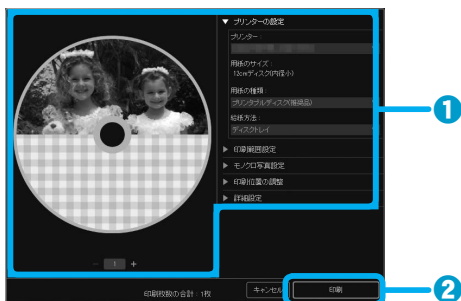 ▼ プリンターの設定
プリンター：
用紙のサイズ：
12cmディスク(内径小)
用紙の種類：
プリンタブルディスク(推奨品)
給紙方法：
ディスクトレイ
▶ 印刷範囲設定
▶ モノクロ写真設定
▶ 印刷位置の調整
▶ 詳細設定
1
2
− 1 +
印刷枚数の合計：1枚
キャンセル
印刷